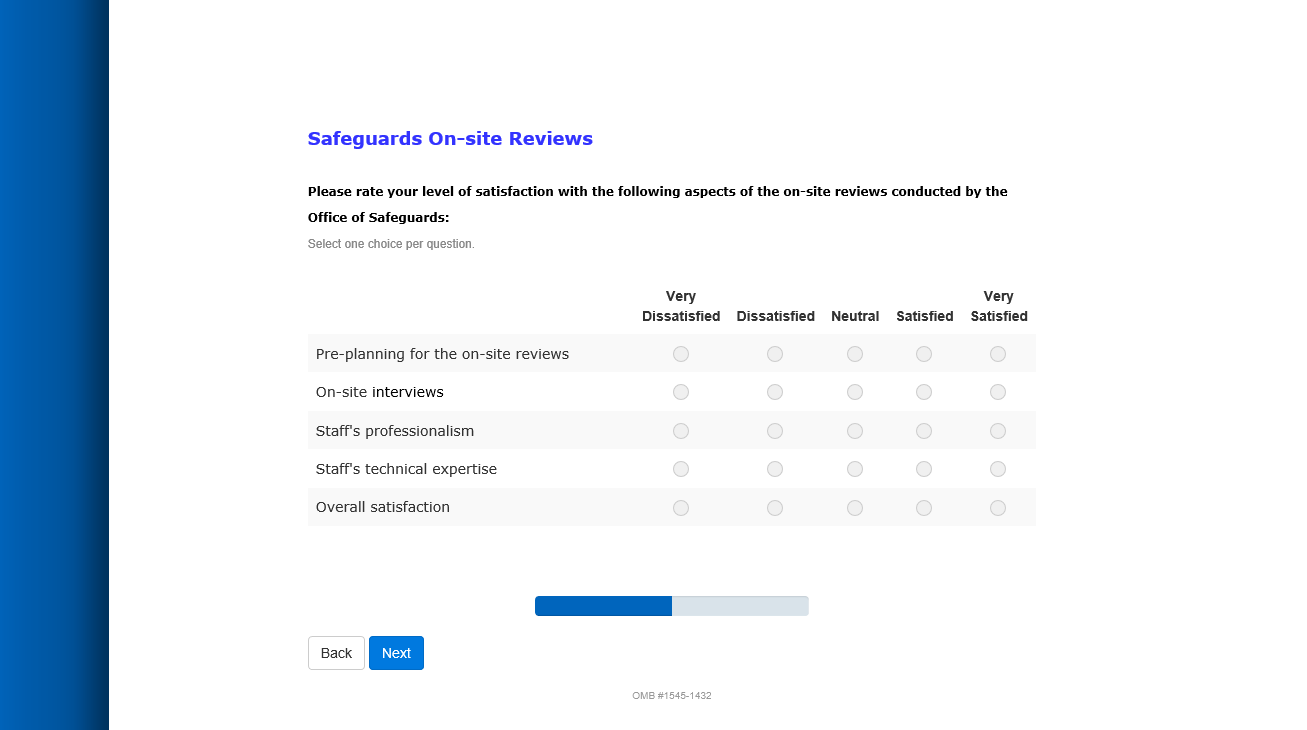 Safeguards On-site Reviews
Please rate your level of satisfaction with the following aspects of the on-site reviews conducted by the
Office of Safeguards:
Select one choice per question.
Very Dissatisfied Dissatisfied Neutral Satisfied Very Satisfied
Pre-planning for the on-site reviews
On-site interviews
Staff's professionalism
Staff's technical expertise
Overall satisfaction
Back Next
OMB #1545-1432